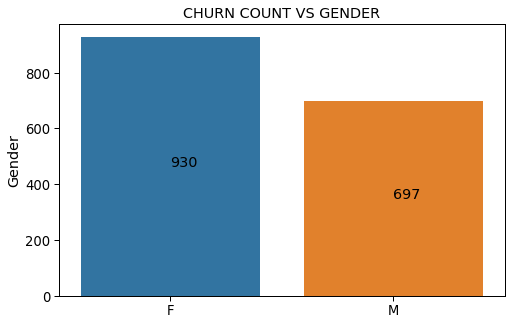 CHURN COUNT VS GENDER
Gender
800
600
400
200
0
930
697
F
M